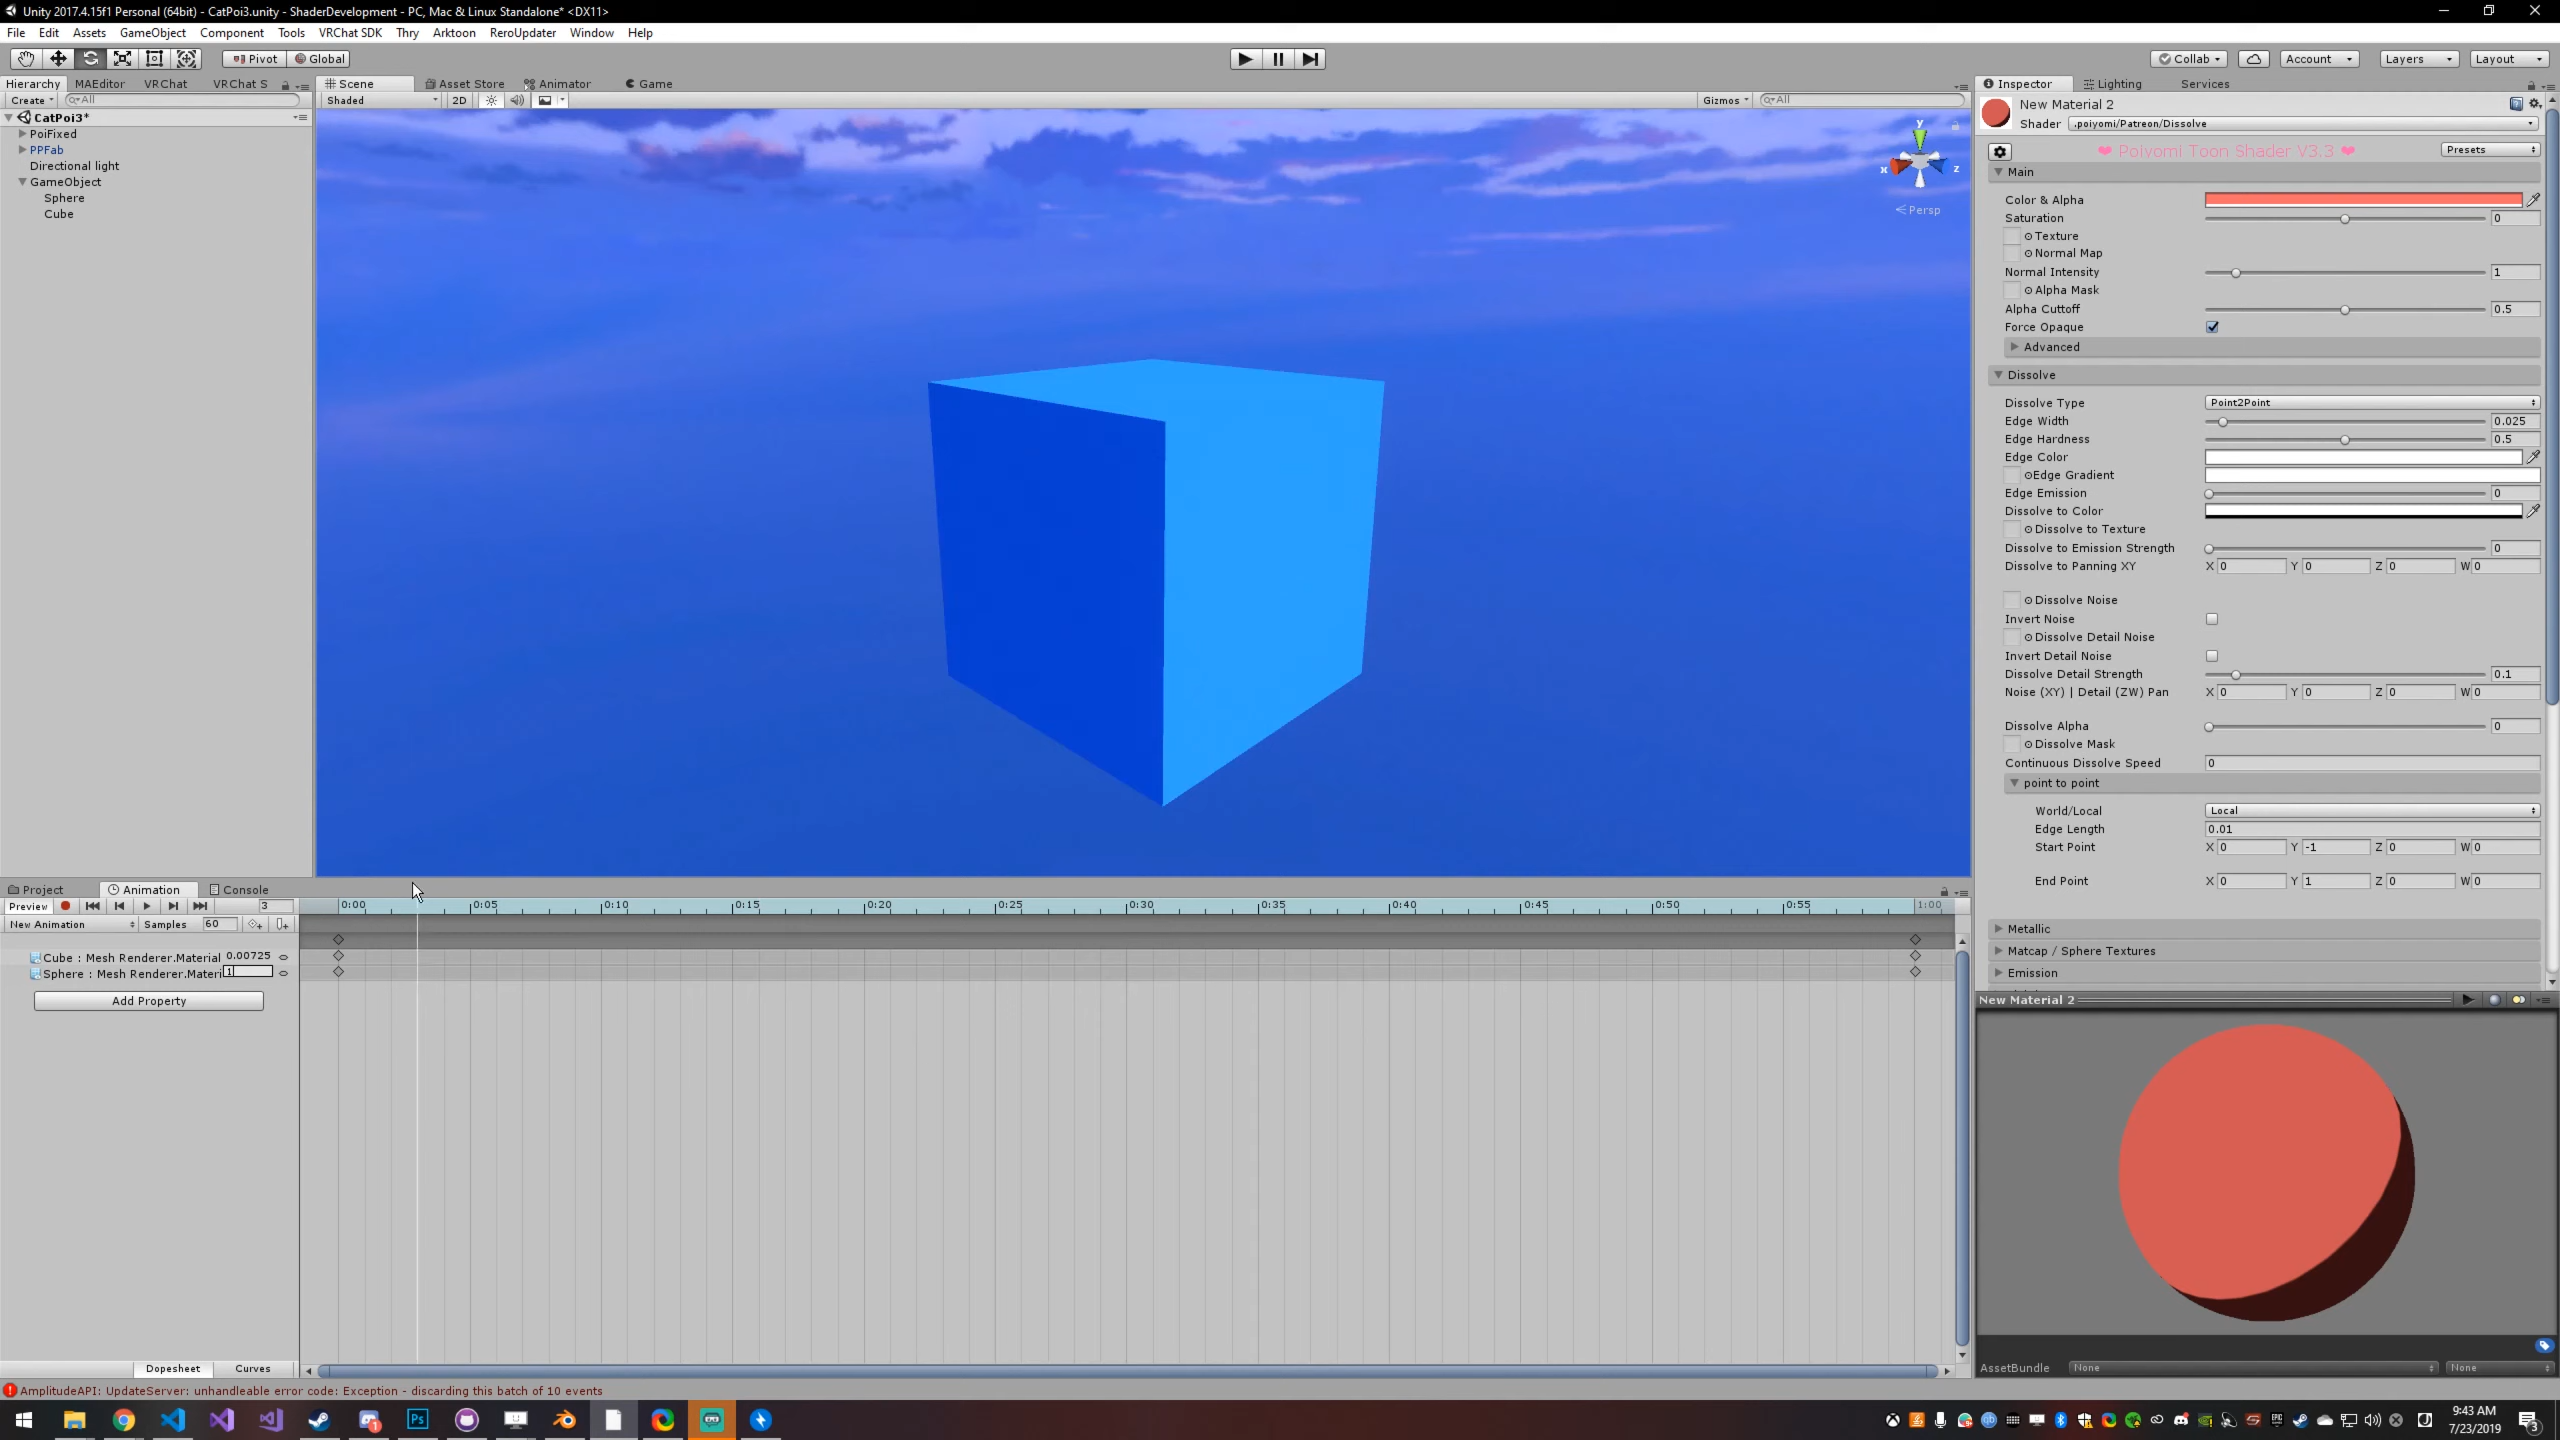 Unity 2017.4.15f1 Personal (64bit) - CatPoi3.unity - ShaderDevelopment - PC, Mac & Linux Standalone* <DX11>
File Edit Assets GameObject Component Tools VRChat SDK Thry Arktoon ReroUpdater Window Help
Pivot Global Collab Account Layers Layout
Hierarchy MAEditor VRChat VRChat S Scene Asset Store Animator Game Inspector Lighting Services
Create All Shaded 2D Gizmos All
New Material 2
Shader .poiyomi/Patreon/Dissolve
CatPoi3*
PoiFixed
PPFab
Directional light
GameObject
Sphere
Cube
y
x z
Persp
❤ Poiyomi Toon Shader V3.3 ❤ Presets
Main
Color & Alpha
Saturation 0
Texture
Normal Map
Normal Intensity 1
Alpha Mask
Alpha Cuttoff 0.5
Force Opaque
Advanced
Dissolve
Dissolve Type Point2Point
Edge Width 0.025
Edge Hardness 0.5
Edge Color
Edge Gradient
Edge Emission 0
Dissolve to Color
Dissolve to Texture
Dissolve to Emission Strength 0
Dissolve to Panning XY X 0 Y 0 Z 0 W 0
Dissolve Noise
Invert Noise
Dissolve Detail Noise
Invert Detail Noise
Dissolve Detail Strength 0.1
Noise (XY) | Detail (ZW) Pan X 0 Y 0 Z 0 W 0
Dissolve Alpha 0
Dissolve Mask
Continuous Dissolve Speed 0
point to point
World/Local Local
Edge Length 0.01
Start Point X 0 Y -1 Z 0 W 0
End Point X 0 Y 1 Z 0 W 0
Metallic
Matcap / Sphere Textures
Emission
New Material 2
AssetBundle None None
Project Animation Console
Preview 3 0:00 0:05 0:10 0:15 0:20 0:25 0:30 0:35 0:40 0:45 0:50 0:55 1:00
New Animation Samples 60
Cube : Mesh Renderer.Material 0.00725
Sphere : Mesh Renderer.Materi 1
Add Property
Dopesheet Curves
AmplitudeAPI: UpdateServer: unhandleable error code: Exception - discarding this batch of 10 events
Ps
9:43 AM
7/23/2019
3